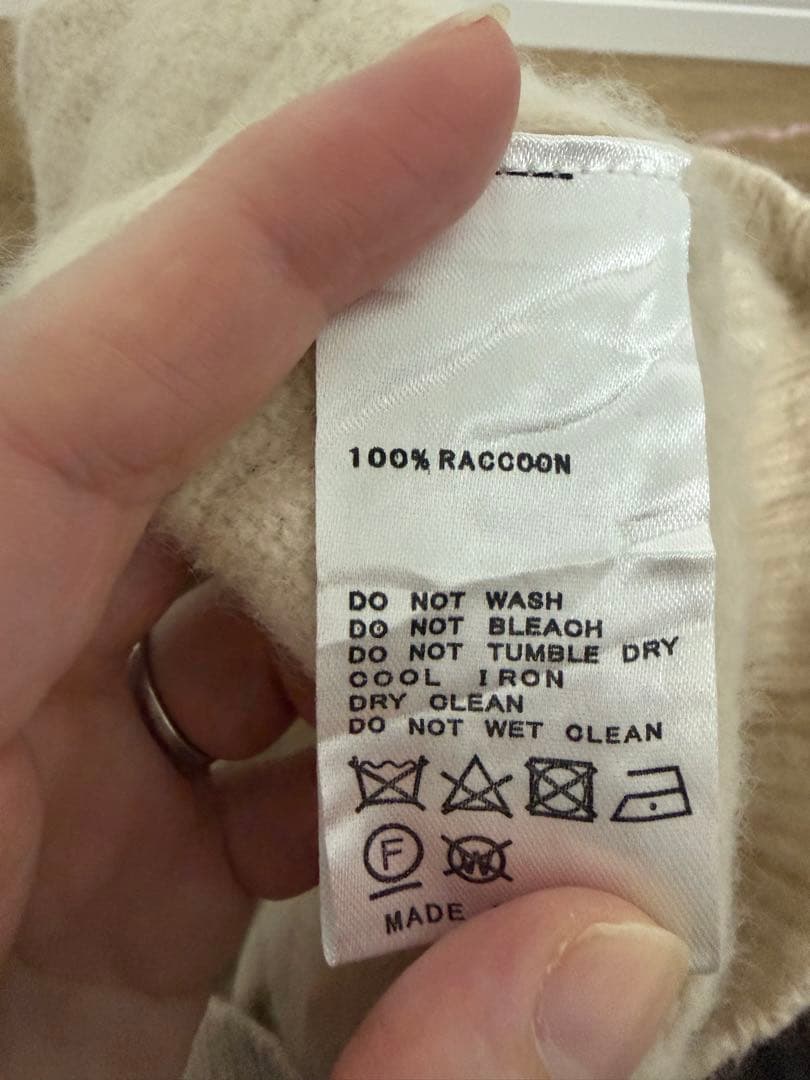 100% RACCOON
DO NOT WASH
DO NOT BLEACH
DO NOT TUMBLE DRY
COOL IRON
DRY CLEAN
DO NOT WET CLEAN
F
W
MADE